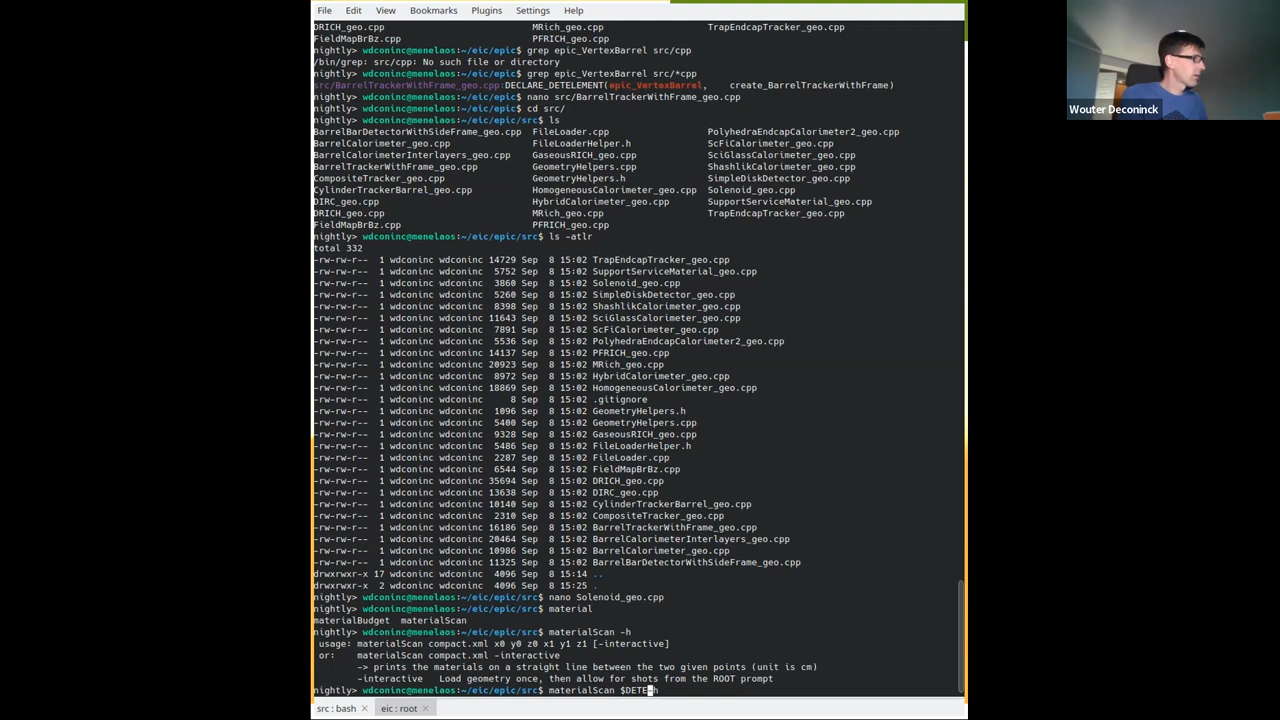 File Edit View Bookmarks Plugins Settings Help
DRICH_geo.cpp MRich_geo.cpp TrapEndcapTracker_geo.cpp
FieldMapBrBz.cpp PFRICH_geo.cpp
nightly> wdconinc@menelaos:~/eic/epic$ grep epic_VertexBarrel src/cpp
/bin/grep: src/cpp: No such file or directory
nightly> wdconinc@menelaos:~/eic/epic$ grep epic_VertexBarrel src/*cpp
src/BarrelTrackerWithFrame_geo.cpp:DECLARE_DETELEMENT(epic_VertexBarrel, create_BarrelTrackerWithFrame)
nightly> wdconinc@menelaos:~/eic/epic$ nano src/BarrelTrackerWithFrame_geo.cpp
nightly> wdconinc@menelaos:~/eic/epic$ cd src/
nightly> wdconinc@menelaos:~/eic/epic/src$ ls
BarrelBarDetectorWithSideFrame_geo.cpp FileLoader.cpp PolyhedraEndcapCalorimeter2_geo.cpp
BarrelCalorimeter_geo.cpp FileLoaderHelper.h ScFiCalorimeter_geo.cpp
BarrelCalorimeterInterlayers_geo.cpp GaseousRICH_geo.cpp SciGlassCalorimeter_geo.cpp
BarrelTrackerWithFrame_geo.cpp GeometryHelpers.cpp ShashlikCalorimeter_geo.cpp
CompositeTracker_geo.cpp GeometryHelpers.h SimpleDiskDetector_geo.cpp
CylinderTrackerBarrel_geo.cpp HomogeneousCalorimeter_geo.cpp Solenoid_geo.cpp
DIRC_geo.cpp HybridCalorimeter_geo.cpp SupportServiceMaterial_geo.cpp
DRICH_geo.cpp MRich_geo.cpp TrapEndcapTracker_geo.cpp
FieldMapBrBz.cpp PFRICH_geo.cpp
nightly> wdconinc@menelaos:~/eic/epic/src$ ls -atlr
total 332
-rw-rw-r-- 1 wdconinc wdconinc 14729 Sep 8 15:02 TrapEndcapTracker_geo.cpp
-rw-rw-r-- 1 wdconinc wdconinc 5752 Sep 8 15:02 SupportServiceMaterial_geo.cpp
-rw-rw-r-- 1 wdconinc wdconinc 3860 Sep 8 15:02 Solenoid_geo.cpp
-rw-rw-r-- 1 wdconinc wdconinc 5260 Sep 8 15:02 SimpleDiskDetector_geo.cpp
-rw-rw-r-- 1 wdconinc wdconinc 8398 Sep 8 15:02 ShashlikCalorimeter_geo.cpp
-rw-rw-r-- 1 wdconinc wdconinc 11643 Sep 8 15:02 SciGlassCalorimeter_geo.cpp
-rw-rw-r-- 1 wdconinc wdconinc 7891 Sep 8 15:02 ScFiCalorimeter_geo.cpp
-rw-rw-r-- 1 wdconinc wdconinc 5536 Sep 8 15:02 PolyhedraEndcapCalorimeter2_geo.cpp
-rw-rw-r-- 1 wdconinc wdconinc 14137 Sep 8 15:02 PFRICH_geo.cpp
-rw-rw-r-- 1 wdconinc wdconinc 20923 Sep 8 15:02 MRich_geo.cpp
-rw-rw-r-- 1 wdconinc wdconinc 8972 Sep 8 15:02 HybridCalorimeter_geo.cpp
-rw-rw-r-- 1 wdconinc wdconinc 18869 Sep 8 15:02 HomogeneousCalorimeter_geo.cpp
-rw-rw-r-- 1 wdconinc wdconinc 8 Sep 8 15:02 .gitignore
-rw-rw-r-- 1 wdconinc wdconinc 1096 Sep 8 15:02 GeometryHelpers.h
-rw-rw-r-- 1 wdconinc wdconinc 5400 Sep 8 15:02 GeometryHelpers.cpp
-rw-rw-r-- 1 wdconinc wdconinc 9328 Sep 8 15:02 GaseousRICH_geo.cpp
-rw-rw-r-- 1 wdconinc wdconinc 5486 Sep 8 15:02 FileLoaderHelper.h
-rw-rw-r-- 1 wdconinc wdconinc 2287 Sep 8 15:02 FileLoader.cpp
-rw-rw-r-- 1 wdconinc wdconinc 6544 Sep 8 15:02 FieldMapBrBz.cpp
-rw-rw-r-- 1 wdconinc wdconinc 35694 Sep 8 15:02 DRICH_geo.cpp
-rw-rw-r-- 1 wdconinc wdconinc 13638 Sep 8 15:02 DIRC_geo.cpp
-rw-rw-r-- 1 wdconinc wdconinc 10140 Sep 8 15:02 CylinderTrackerBarrel_geo.cpp
-rw-rw-r-- 1 wdconinc wdconinc 2310 Sep 8 15:02 CompositeTracker_geo.cpp
-rw-rw-r-- 1 wdconinc wdconinc 16186 Sep 8 15:02 BarrelTrackerWithFrame_geo.cpp
-rw-rw-r-- 1 wdconinc wdconinc 20464 Sep 8 15:02 BarrelCalorimeterInterlayers_geo.cpp
-rw-rw-r-- 1 wdconinc wdconinc 10986 Sep 8 15:02 BarrelCalorimeter_geo.cpp
-rw-rw-r-- 1 wdconinc wdconinc 11325 Sep 8 15:02 BarrelBarDetectorWithSideFrame_geo.cpp
drwxrwxr-x 17 wdconinc wdconinc 4096 Sep 8 15:14 ..
drwxrwxr-x 2 wdconinc wdconinc 4096 Sep 8 15:25 .
nightly> wdconinc@menelaos:~/eic/epic/src$ nano Solenoid_geo.cpp
nightly> wdconinc@menelaos:~/eic/epic/src$ material
materialBudget materialScan
nightly> wdconinc@menelaos:~/eic/epic/src$ materialScan -h
usage: materialScan compact.xml x0 y0 z0 x1 y1 z1 [-interactive]
or: materialScan compact.xml -interactive
-> prints the materials on a straight line between the two given points (unit is cm)
-interactive Load geometry once, then allow for shots from the ROOT prompt
nightly> wdconinc@menelaos:~/eic/epic/src$ materialScan $DETE-h
src : bash eic : root
Wouter Deconinck